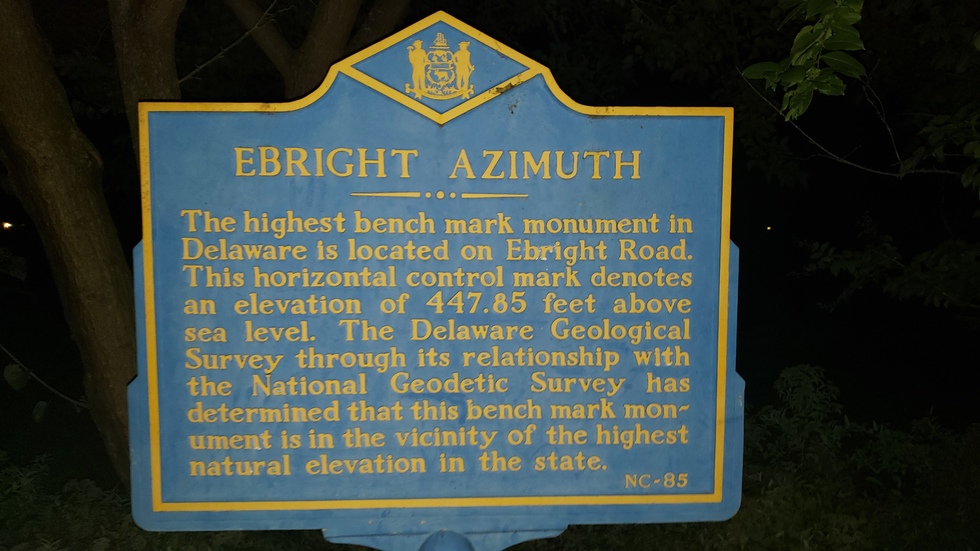 EBRIGHT AZIMUTH
The highest bench mark monument in
Delaware is located on Ebright Road.
This horizontal control mark denotes
an elevation of 447.85 feet above
sea level. The Delaware Geological
Survey through its relationship with
the National Geodetic Survey has
determined that this bench mark mon-
ument is in the vicinity of the highest
natural elevation in the state.
NC-85